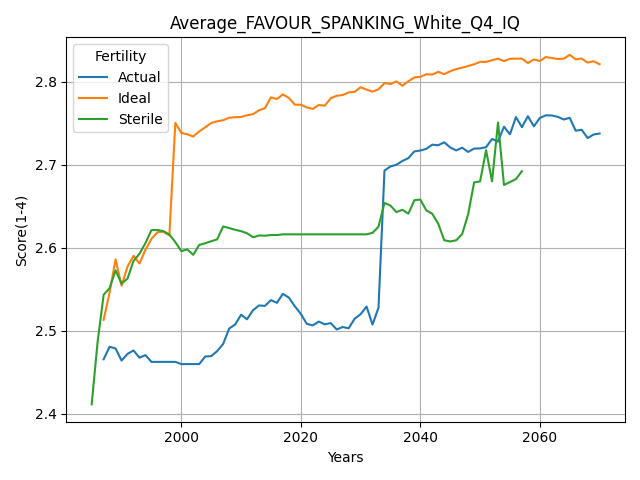 Average_FAVOUR_SPANKING_White_Q4_IQ
Fertility
Actual
Ideal
Sterile
Score(1-4)
2.8
2.7
2.6
2.5
2.4
2000
2020
2040
2060
Years